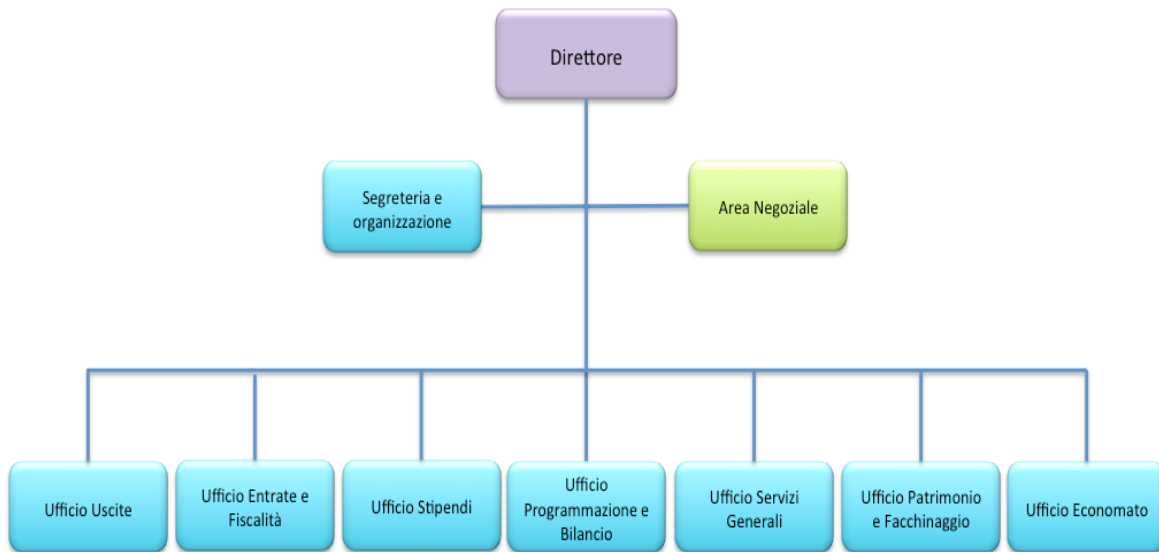 Direttore
Segreteria e
organizzazione
Area Negoziale
Ufficio Uscite
Ufficio Entrate e
Fiscalità
Ufficio Stipendi
Ufficio
Programmazione e
Bilancio
Ufficio Servizi
Generali
Ufficio Patrimonio
e Facchinaggio
Ufficio Economato